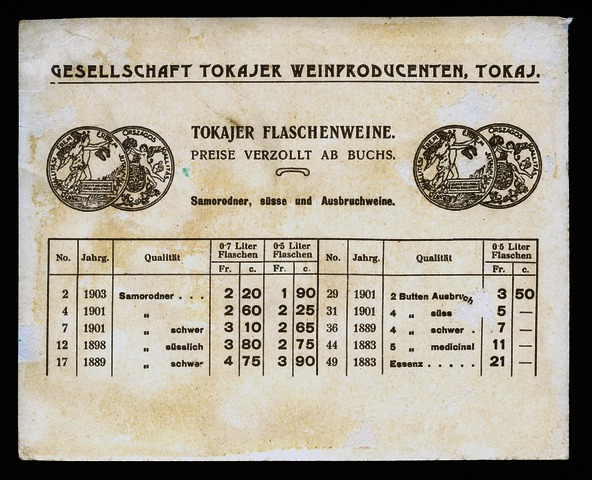 GESELLSCHAFT TOKAJER WEINPRODUCENTEN, TOKAJ.
TOKAJER FLASCHENWEINE.
PREISE VERZOLLT AB BUCHS.
Samorodner, süsse und Ausbruchweine.
No. Jahrg. Qualität 0·7 Liter Flaschen 0·5 Liter Flaschen No. Jahrg. Qualität 0·5 Liter Flaschen
Fr. c. Fr. c. Fr. c.
2 1903 Samorodner . . . 2 20 1 90 29 1901 2 Butten Ausbruch 3 50
4 1901 „ 2 60 2 25 31 1901 4 „ süss 5 —
7 1901 „ schwer 3 10 2 65 36 1889 4 „ schwer . 7 —
12 1898 „ süsslich 3 80 2 75 44 1883 5 „ medicinal 11 —
17 1889 „ schwer 4 75 3 90 49 1883 Essenz . . . . . 21 —